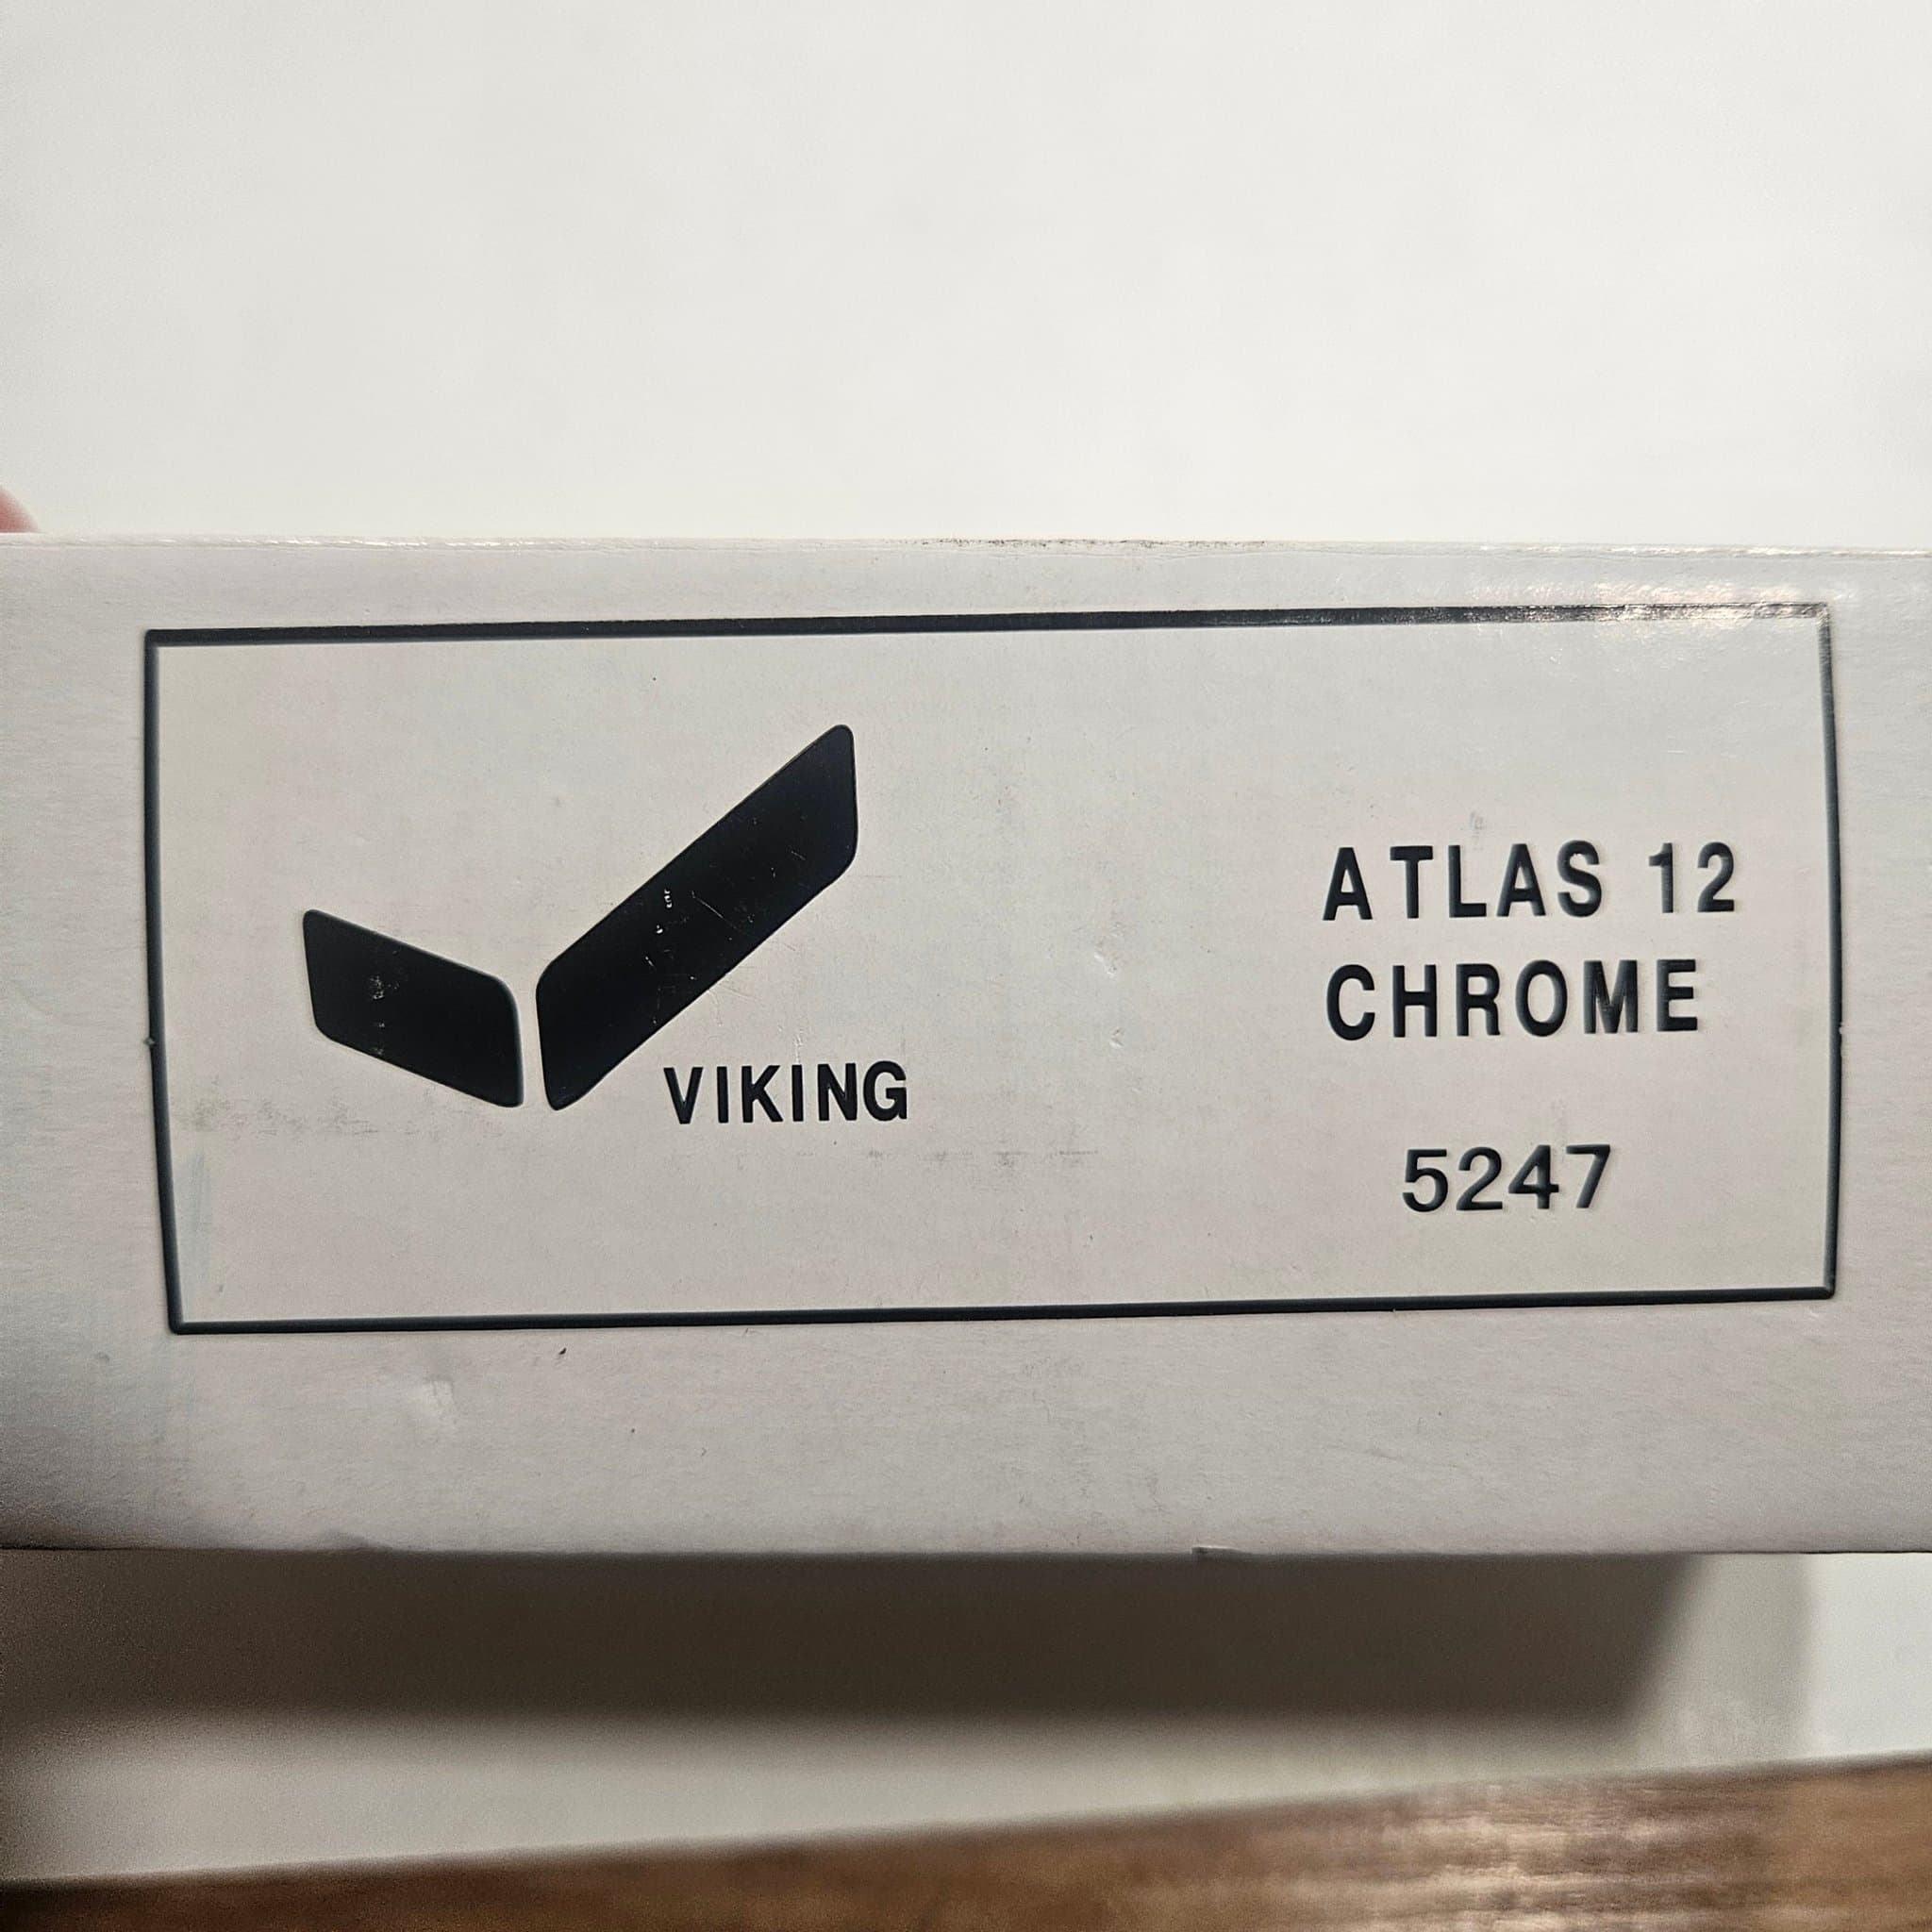 VIKING
ATLAS 12
CHROME
5247